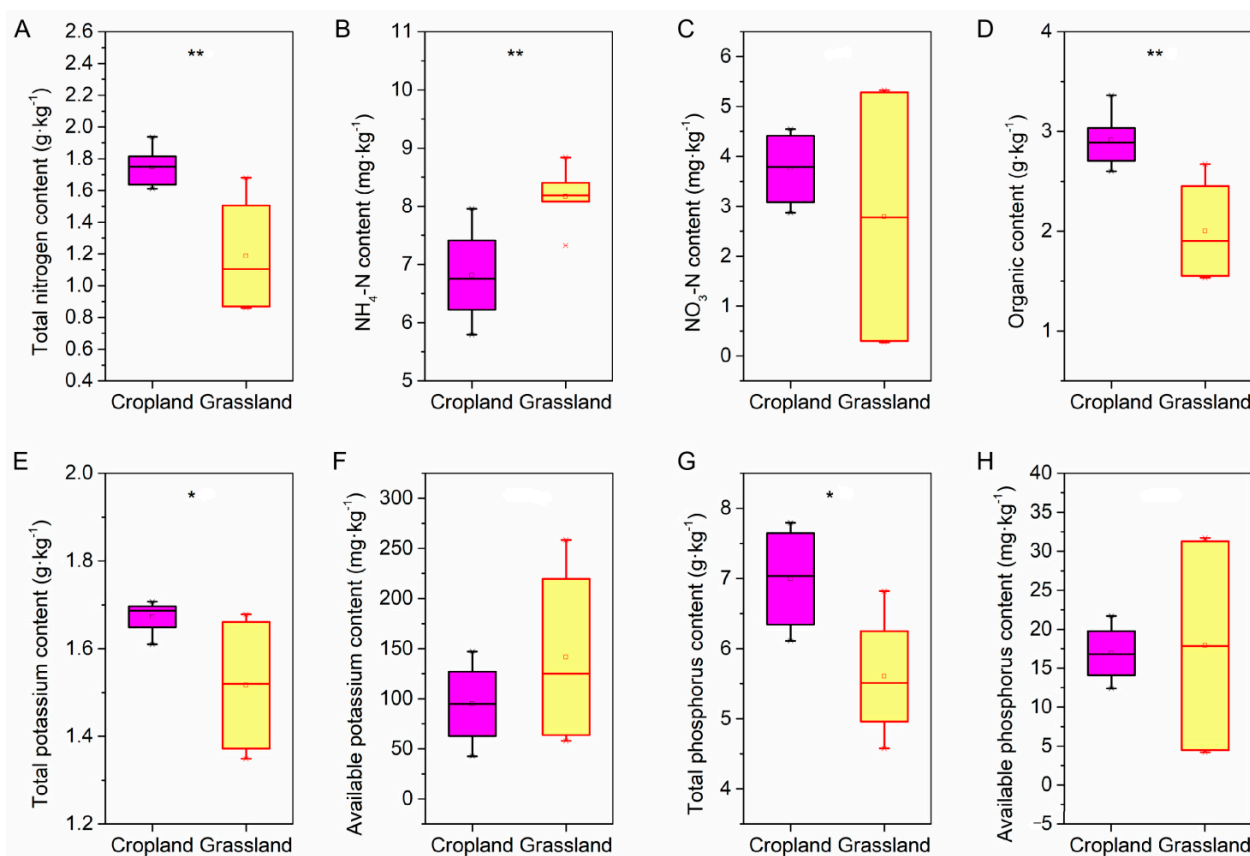 A
**
Total nitrogen content (g·kg⁻¹)
2.6
2.4
2.2
2.0
1.8
1.6
1.4
1.2
1.0
0.8
0.6
0.4
Cropland Grassland
B
**
NH₄-N content (mg·kg⁻¹)
11
10
9
8
7
6
5
Cropland Grassland
C
NO₃-N content (mg·kg⁻¹)
6
5
4
3
2
1
0
Cropland Grassland
D
**
Organic content (g·kg⁻¹)
4
3
2
1
Cropland Grassland
E
*
Total potassium content (g·kg⁻¹)
2.0
1.8
1.6
1.4
1.2
Cropland Grassland
F
Available potassium content (mg·kg⁻¹)
300
250
200
150
100
50
0
Cropland Grassland
G
*
Total phosphorus content (g·kg⁻¹)
8
7
6
5
4
Cropland Grassland
H
Available phosphorus content (mg·kg⁻¹)
40
35
30
25
20
15
10
5
0
−5
Cropland Grassland